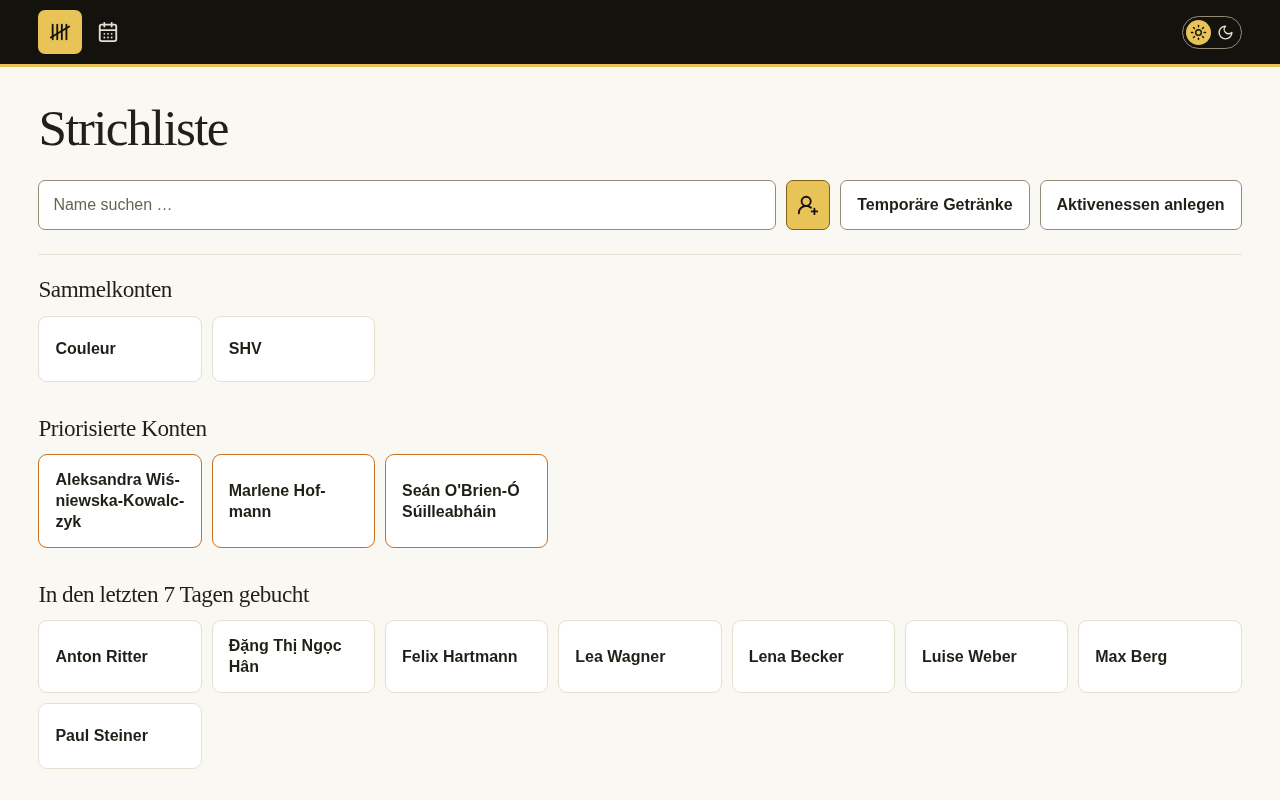 Strichliste
Name suchen …
Temporäre Getränke
Aktivenessen anlegen
Sammelkonten
Couleur
SHV
Priorisierte Konten
Aleksandra Wiś-
niewska-Kowalc-
zyk
Marlene Hof-
mann
Seán O'Brien-Ó
Súilleabháin
In den letzten 7 Tagen gebucht
Anton Ritter
Đặng Thị Ngọc
Hân
Felix Hartmann
Lea Wagner
Lena Becker
Luise Weber
Max Berg
Paul Steiner